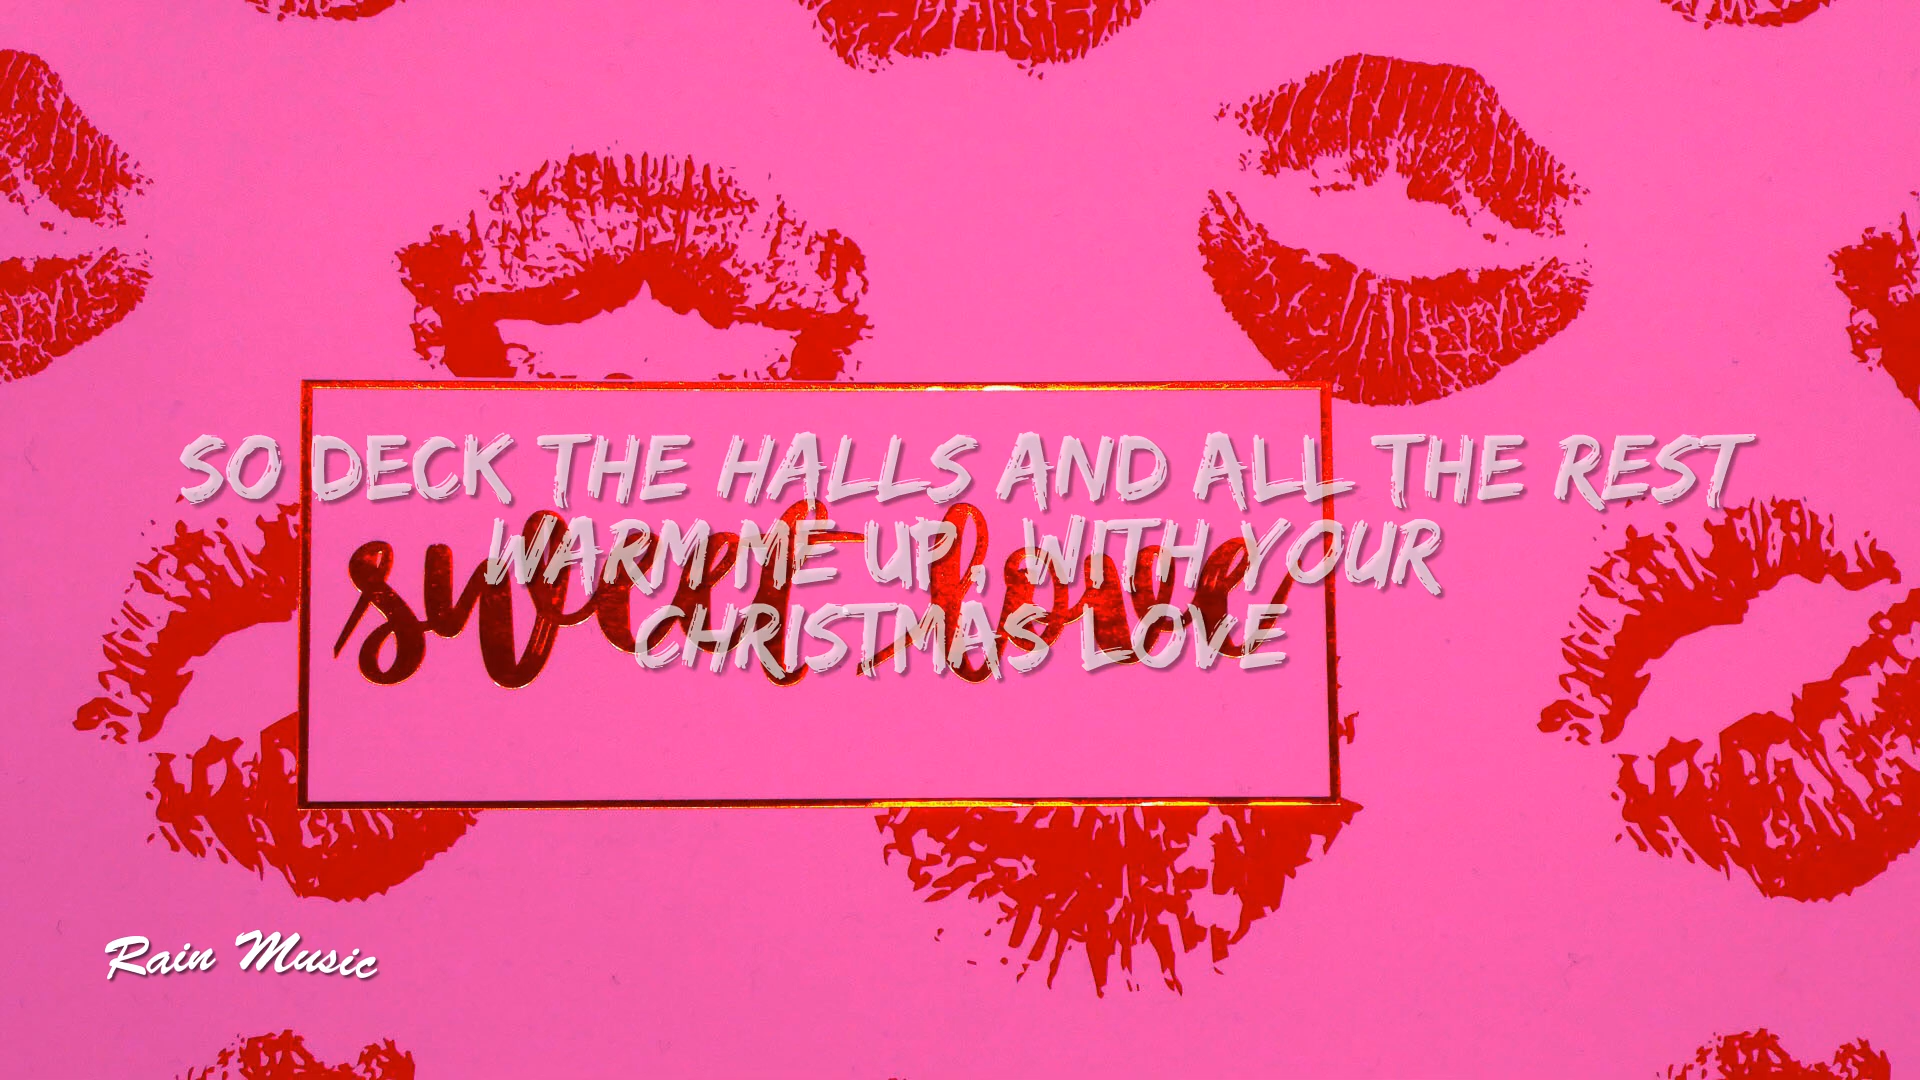 SO DECK THE HALLS AND ALL THE REST
WARM ME UP, WITH YOUR
CHRISTMAS LOVE
sweet love
Rain Music